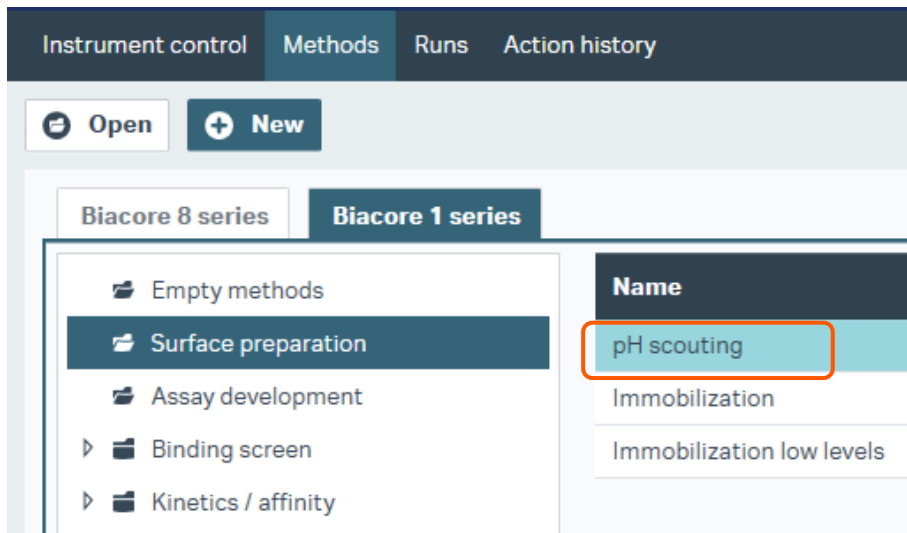 Instrument control Methods Runs Action history
Open New
Biacore 8 series Biacore 1 series
Empty methods
Surface preparation
Assay development
Binding screen
Kinetics / affinity
Name
pH scouting
Immobilization
Immobilization low levels